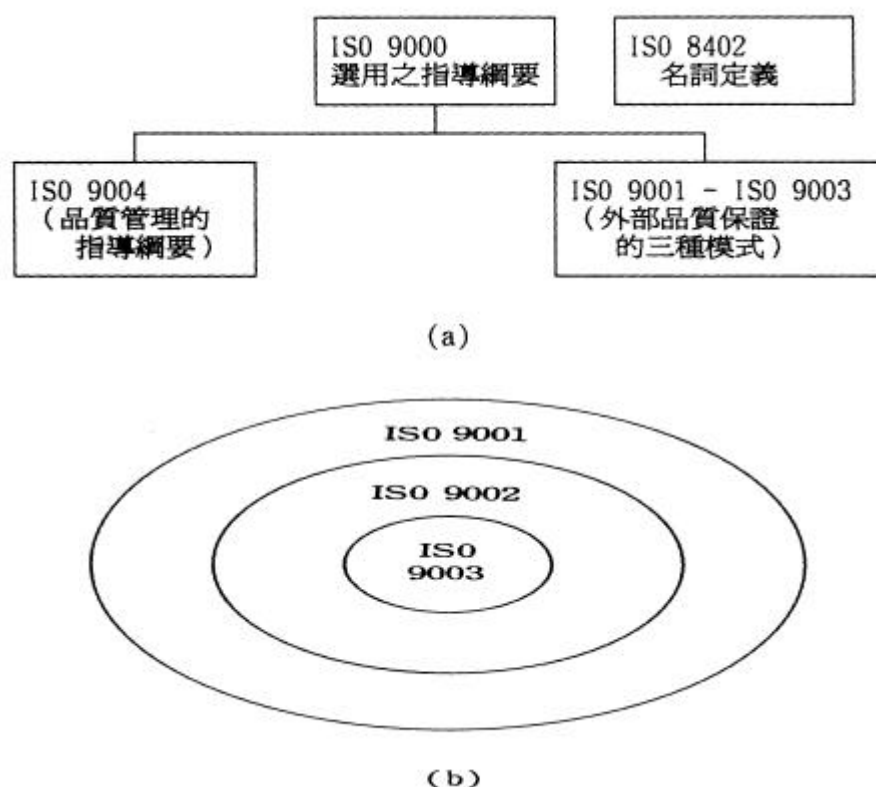 ISO 9000
選用之指導綱要
ISO 8402
名詞定義
ISO 9004
(品質管理的
指導綱要)
ISO 9001 - ISO 9003
(外部品質保證
的三種模式)
(a)
ISO 9001
ISO 9002
ISO
9003
(b)